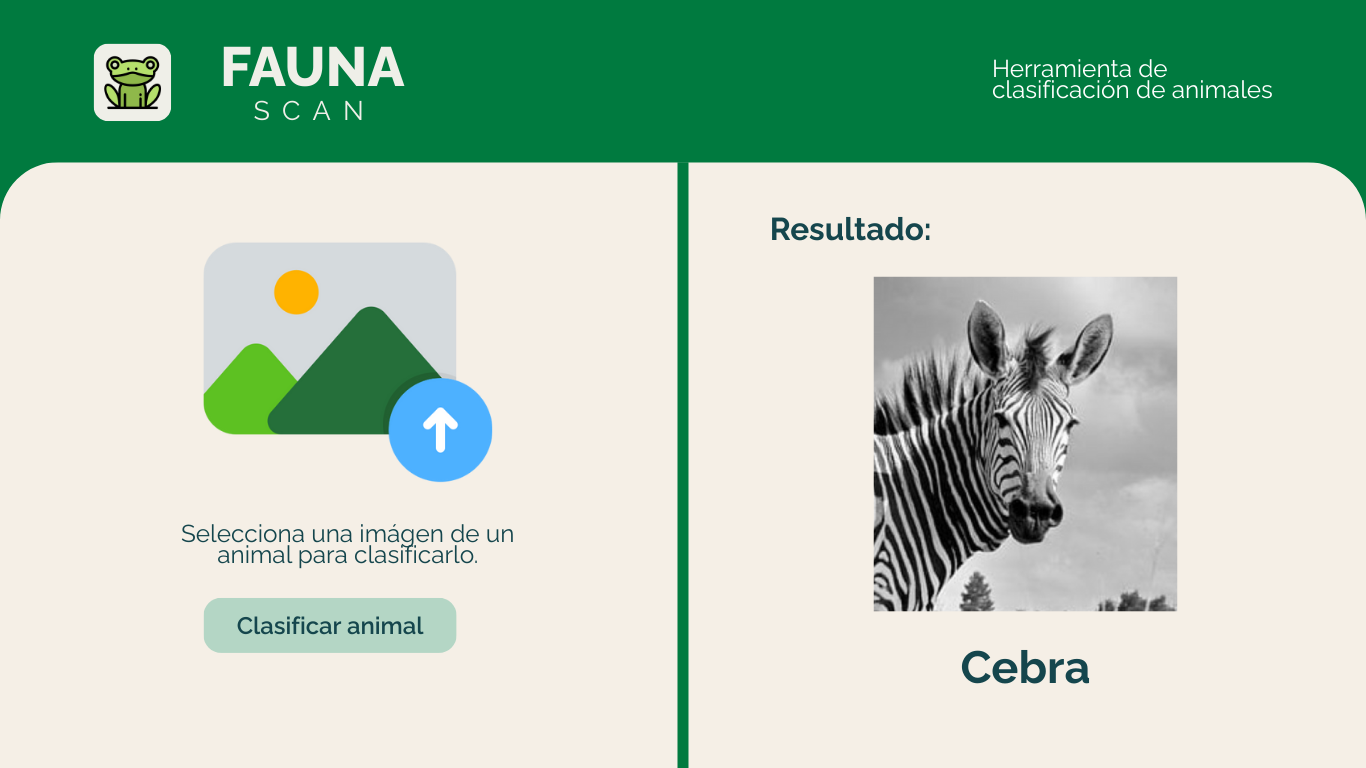 FAUNA
SCAN
Herramienta de
clasificación de animales
Selecciona una imágen de un
animal para clasificarlo.
Clasificar animal
Resultado:
Cebra